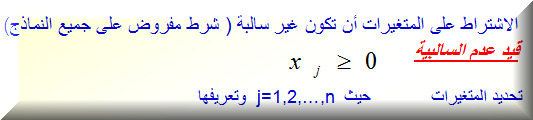 الاشتراط على المتغيرات أن تكون غير سالبة ( شرط مفروض على جميع النماذج)
قيد عدم السالبية
x j ≥ 0
تحديد المتغيرات حيث j=1,2,…,n وتعريفها